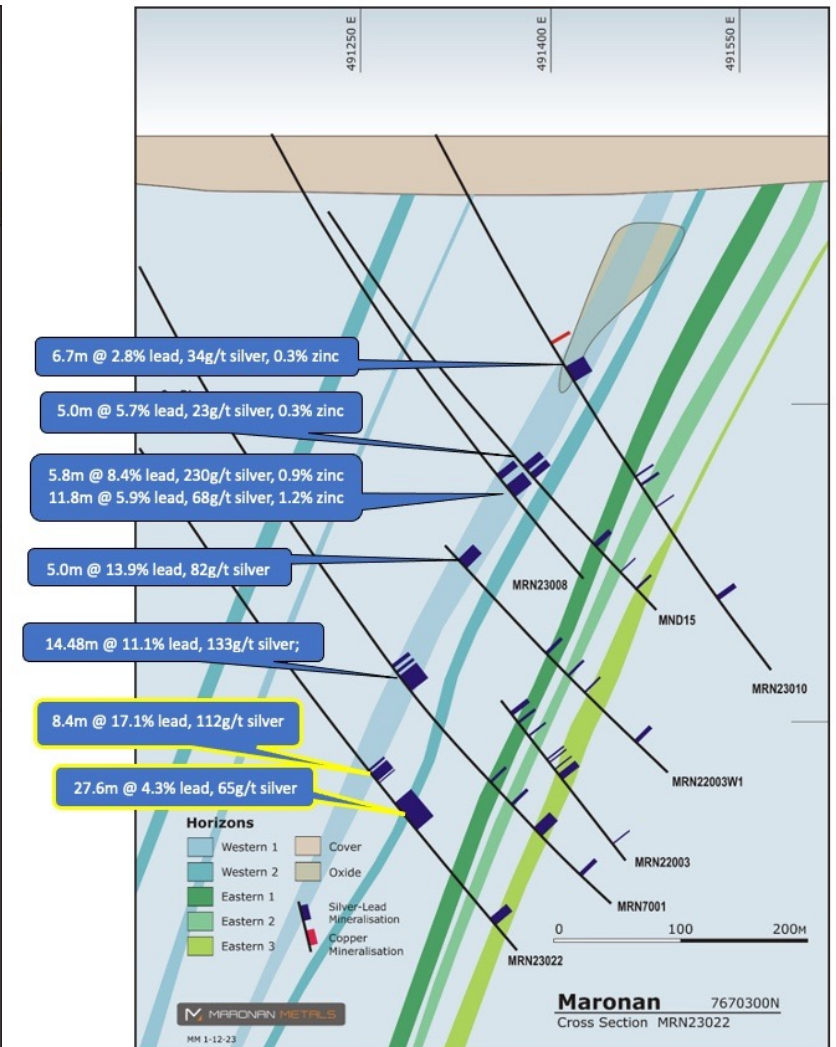 491250 E
491400 E
491550 E
6.7m @ 2.8% lead, 34g/t silver, 0.3% zinc
5.0m @ 5.7% lead, 23g/t silver, 0.3% zinc
5.8m @ 8.4% lead, 230g/t silver, 0.9% zinc
11.8m @ 5.9% lead, 68g/t silver, 1.2% zinc
5.0m @ 13.9% lead, 82g/t silver
MRN23008
MND15
14.48m @ 11.1% lead, 133g/t silver;
MRN23010
8.4m @ 17.1% lead, 112g/t silver
27.6m @ 4.3% lead, 65g/t silver
MRN22003W1
MRN22003
MRN7001
MRN23022
Horizons
Western 1
Western 2
Eastern 1
Eastern 2
Eastern 3
Cover
Oxide
Silver-Lead
Mineralisation
Copper
Mineralisation
0 100 200M
MARONAN METALS
MM 1-12-23
Maronan 7670300N
Cross Section MRN23022